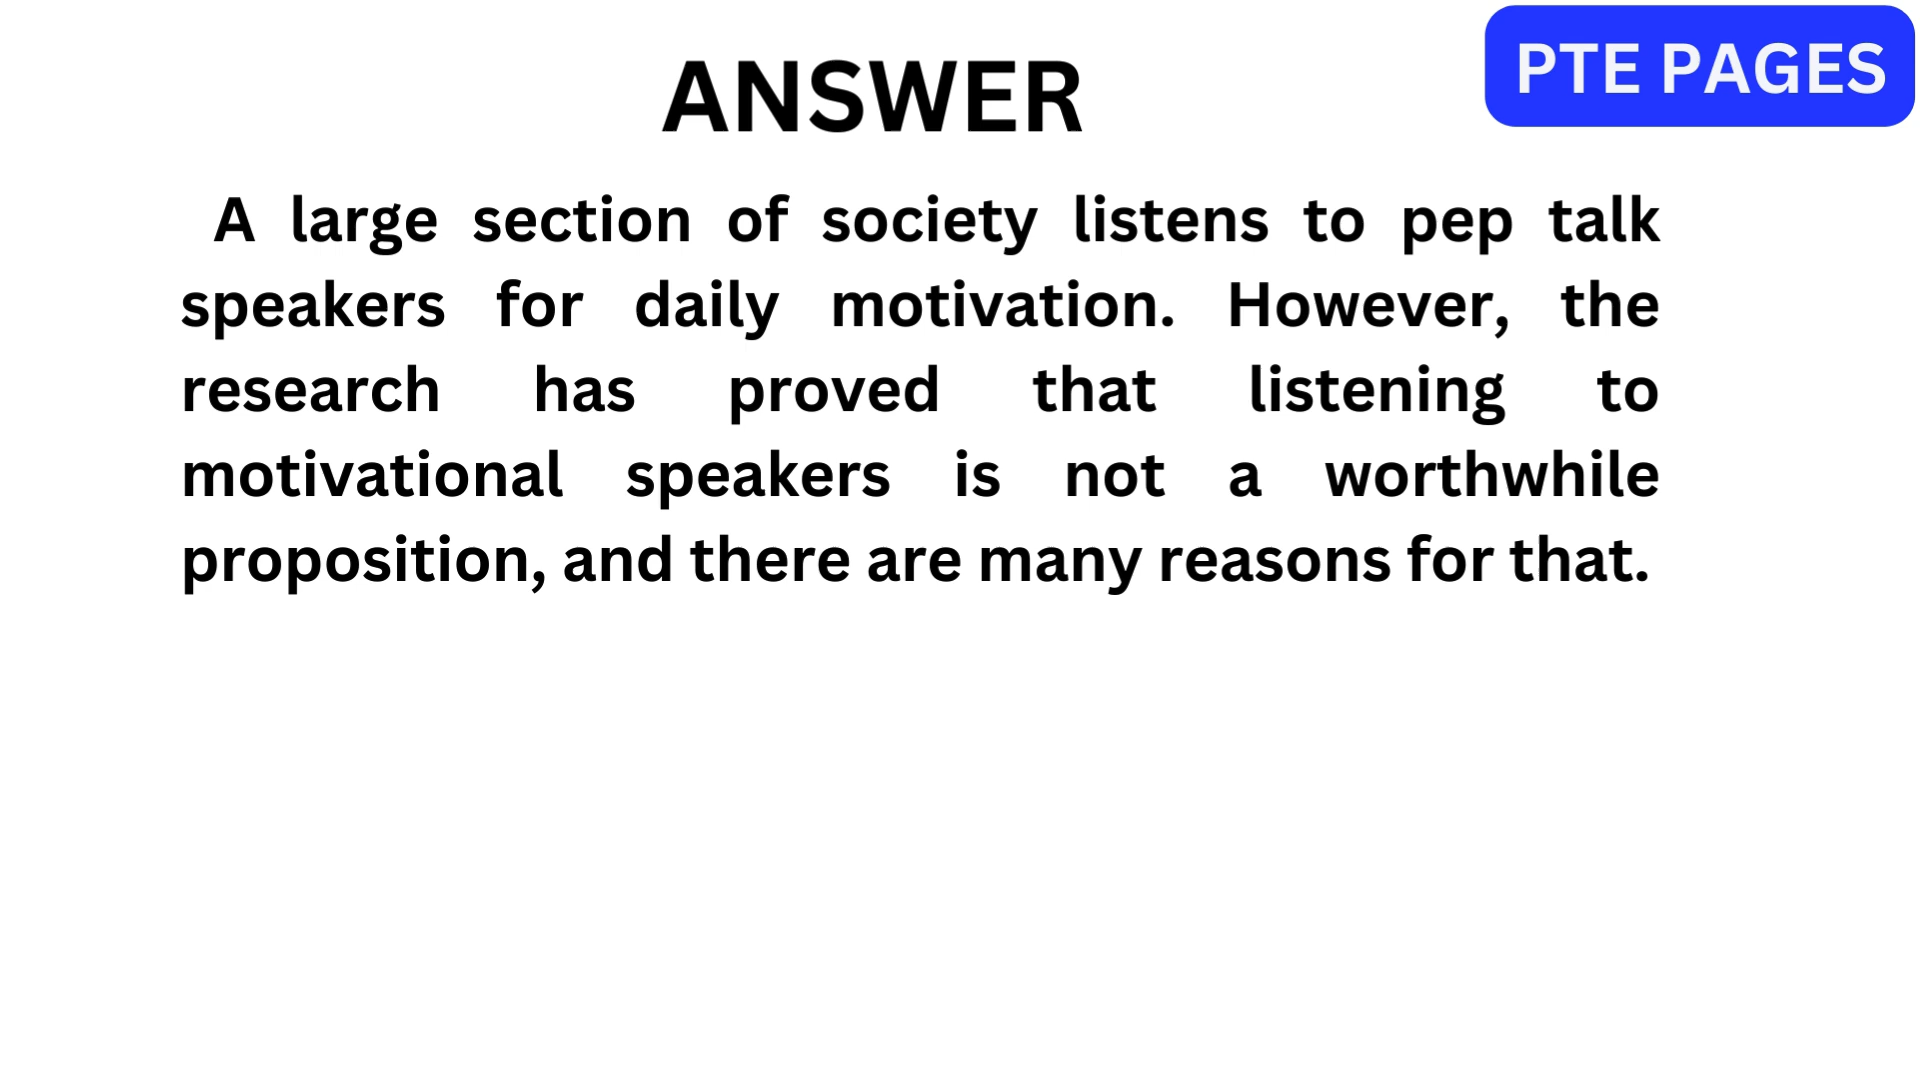 ANSWER
PTE PAGES
A large section of society listens to pep talk
speakers for daily motivation. However, the
research has proved that listening to
motivational speakers is not a worthwhile
proposition, and there are many reasons for that.